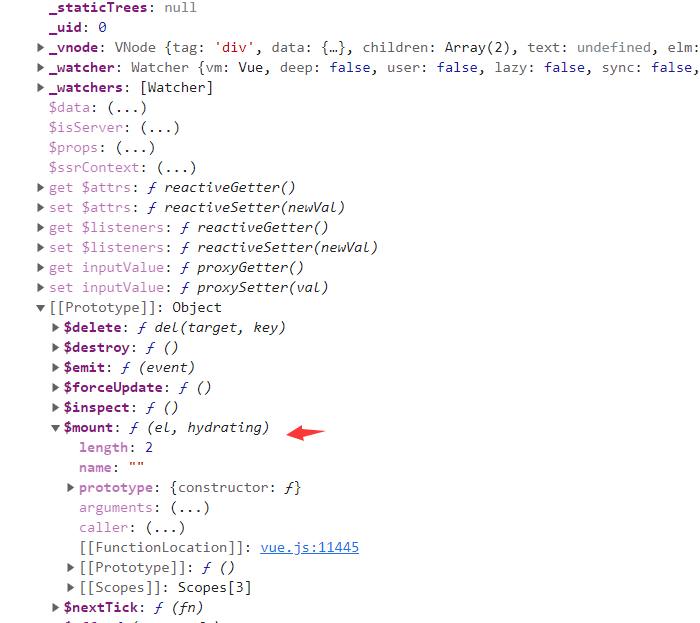 _staticTrees: null
_uid: 0
_vnode: VNode {tag: 'div', data: {…}, children: Array(2), text: undefined, elm:
_watcher: Watcher {vm: Vue, deep: false, user: false, lazy: false, sync: false,
_watchers: [Watcher]
$data: (...)
$isServer: (...)
$props: (...)
$ssrContext: (...)
get $attrs: ƒ reactiveGetter()
set $attrs: ƒ reactiveSetter(newVal)
get $listeners: ƒ reactiveGetter()
set $listeners: ƒ reactiveSetter(newVal)
get inputValue: ƒ proxyGetter()
set inputValue: ƒ proxySetter(val)
[[Prototype]]: Object
$delete: ƒ del(target, key)
$destroy: ƒ ()
$emit: ƒ (event)
$forceUpdate: ƒ ()
$inspect: ƒ ()
$mount: ƒ (el, hydrating)
length: 2
name: ""
prototype: {constructor: ƒ}
arguments: (...)
caller: (...)
[[FunctionLocation]]: vue.js:11445
[[Prototype]]: ƒ ()
[[Scopes]]: Scopes[3]
$nextTick: ƒ (fn)